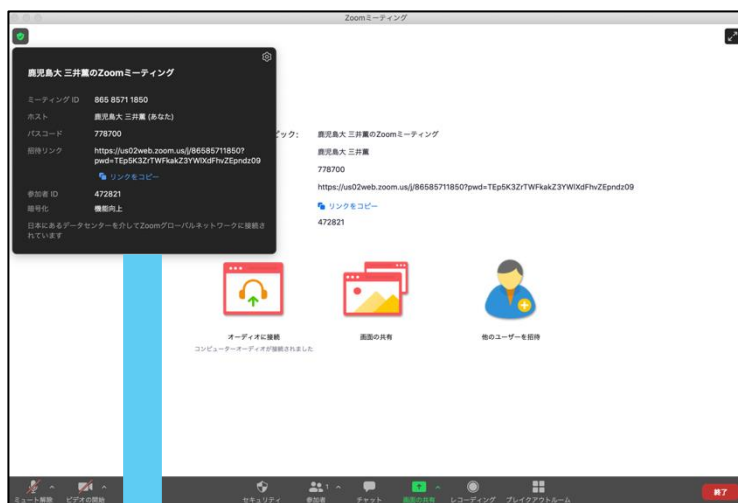 Zoomミーティング
鹿児島大 三井薫のZoomミーティング
ミーティング ID 865 8571 1850
ホスト 鹿児島大 三井薫 (あなた)
パスコード 778700
招待リンク https://us02web.zoom.us/j/86585711850?
pwd=TEp5K3ZrTWFkakZ3YWlXdFhvZEpndz09
リンクをコピー
参加者 ID 472821
暗号化 機能向上
日本にあるデータセンターを介してZoomグローバルネットワークに接続さ
れています
ピック: 鹿児島大 三井薫のZoomミーティング
鹿児島大 三井薫
778700
https://us02web.zoom.us/j/86585711850?pwd=TEp5K3ZrTWFkakZ3YWlXdFhvZEpndz09
リンクをコピー
472821
オーディオに接続
コンピューターオーディオが接続されました
画面の共有
他のユーザーを招待
ミュート解除 ビデオの開始 セキュリティ 参加者 1 チャット 画面の共有 レコーディング ブレイクアウトルーム 終了